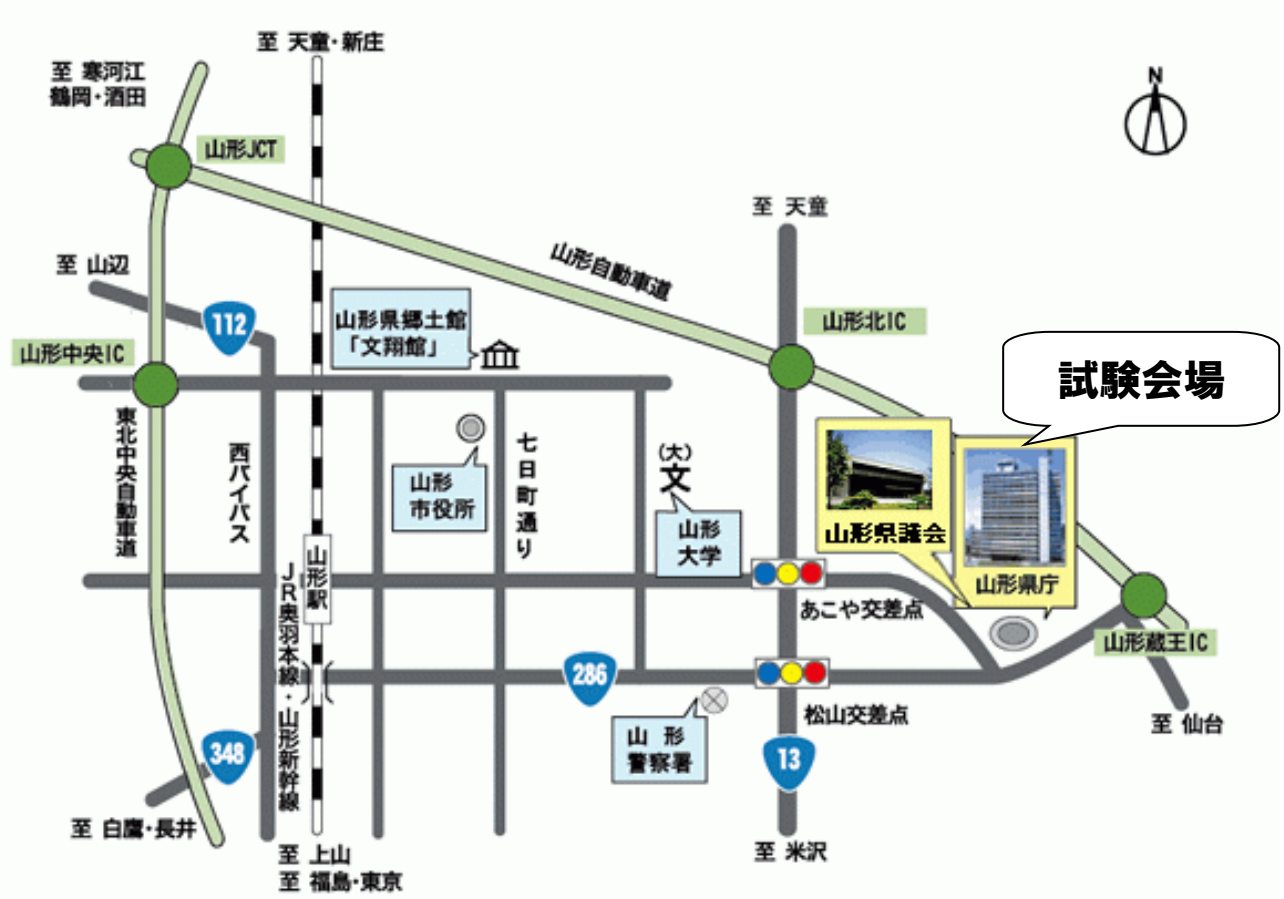 至 天童・新庄
至 寒河江
鶴岡・酒田
N
山形JCT
至 天童
至 山辺
山形自動車道
112
山形県郷土館
「文翔館」
山形北IC
山形中央IC
試験会場
東北中央自動車道
西バイパス
山形
市役所
七日町通り
(大)
文
山形
大学
山形県議会
山形県庁
山形駅
JR奥羽本線・山形新幹線
あこや交差点
山形蔵王IC
286
松山交差点
至 仙台
山形
警察署
348
13
至 白鷹・長井
至 上山
至 福島・東京
至 米沢